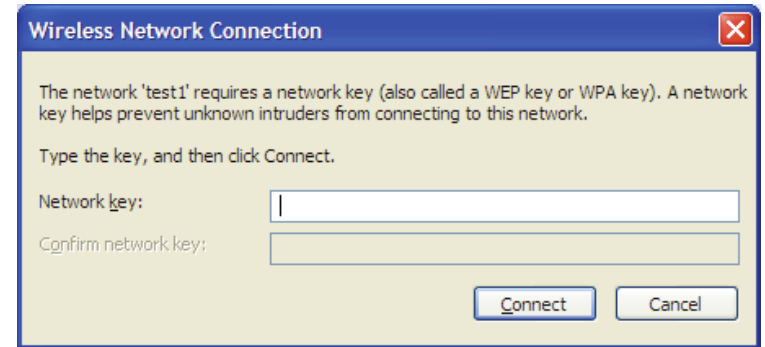 Wireless Network Connection
The network 'test1' requires a network key (also called a WEP key or WPA key). A network
key helps prevent unknown intruders from connecting to this network.
Type the key, and then click Connect.
Network key:
Confirm network key:
Connect Cancel